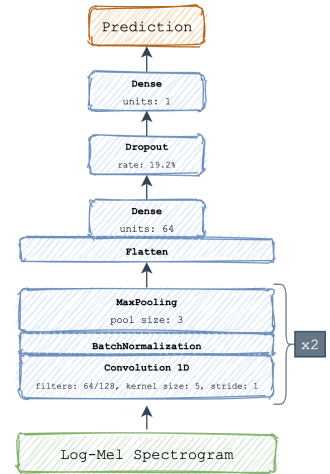 Prediction
Dense
units: 1
Dropout
rate: 19.2%
Dense
units: 64
Flatten
MaxPooling
pool size: 3
BatchNormalization
x2
Convolution 1D
filters: 64/128, kernel size: 5, stride: 1
Log-Mel Spectrogram